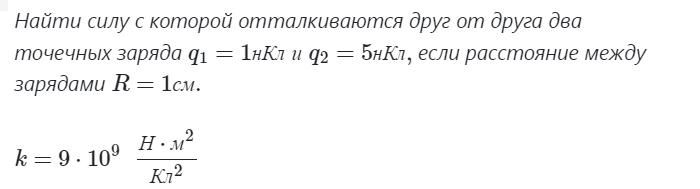 Найти силу с которой отталкиваются друг от друга два
точечных заряда q₁ = 1нКл и q₂ = 5нКл, если расстояние между
зарядами R = 1см.
k = 9 · 10⁹ Н · м² / Кл²